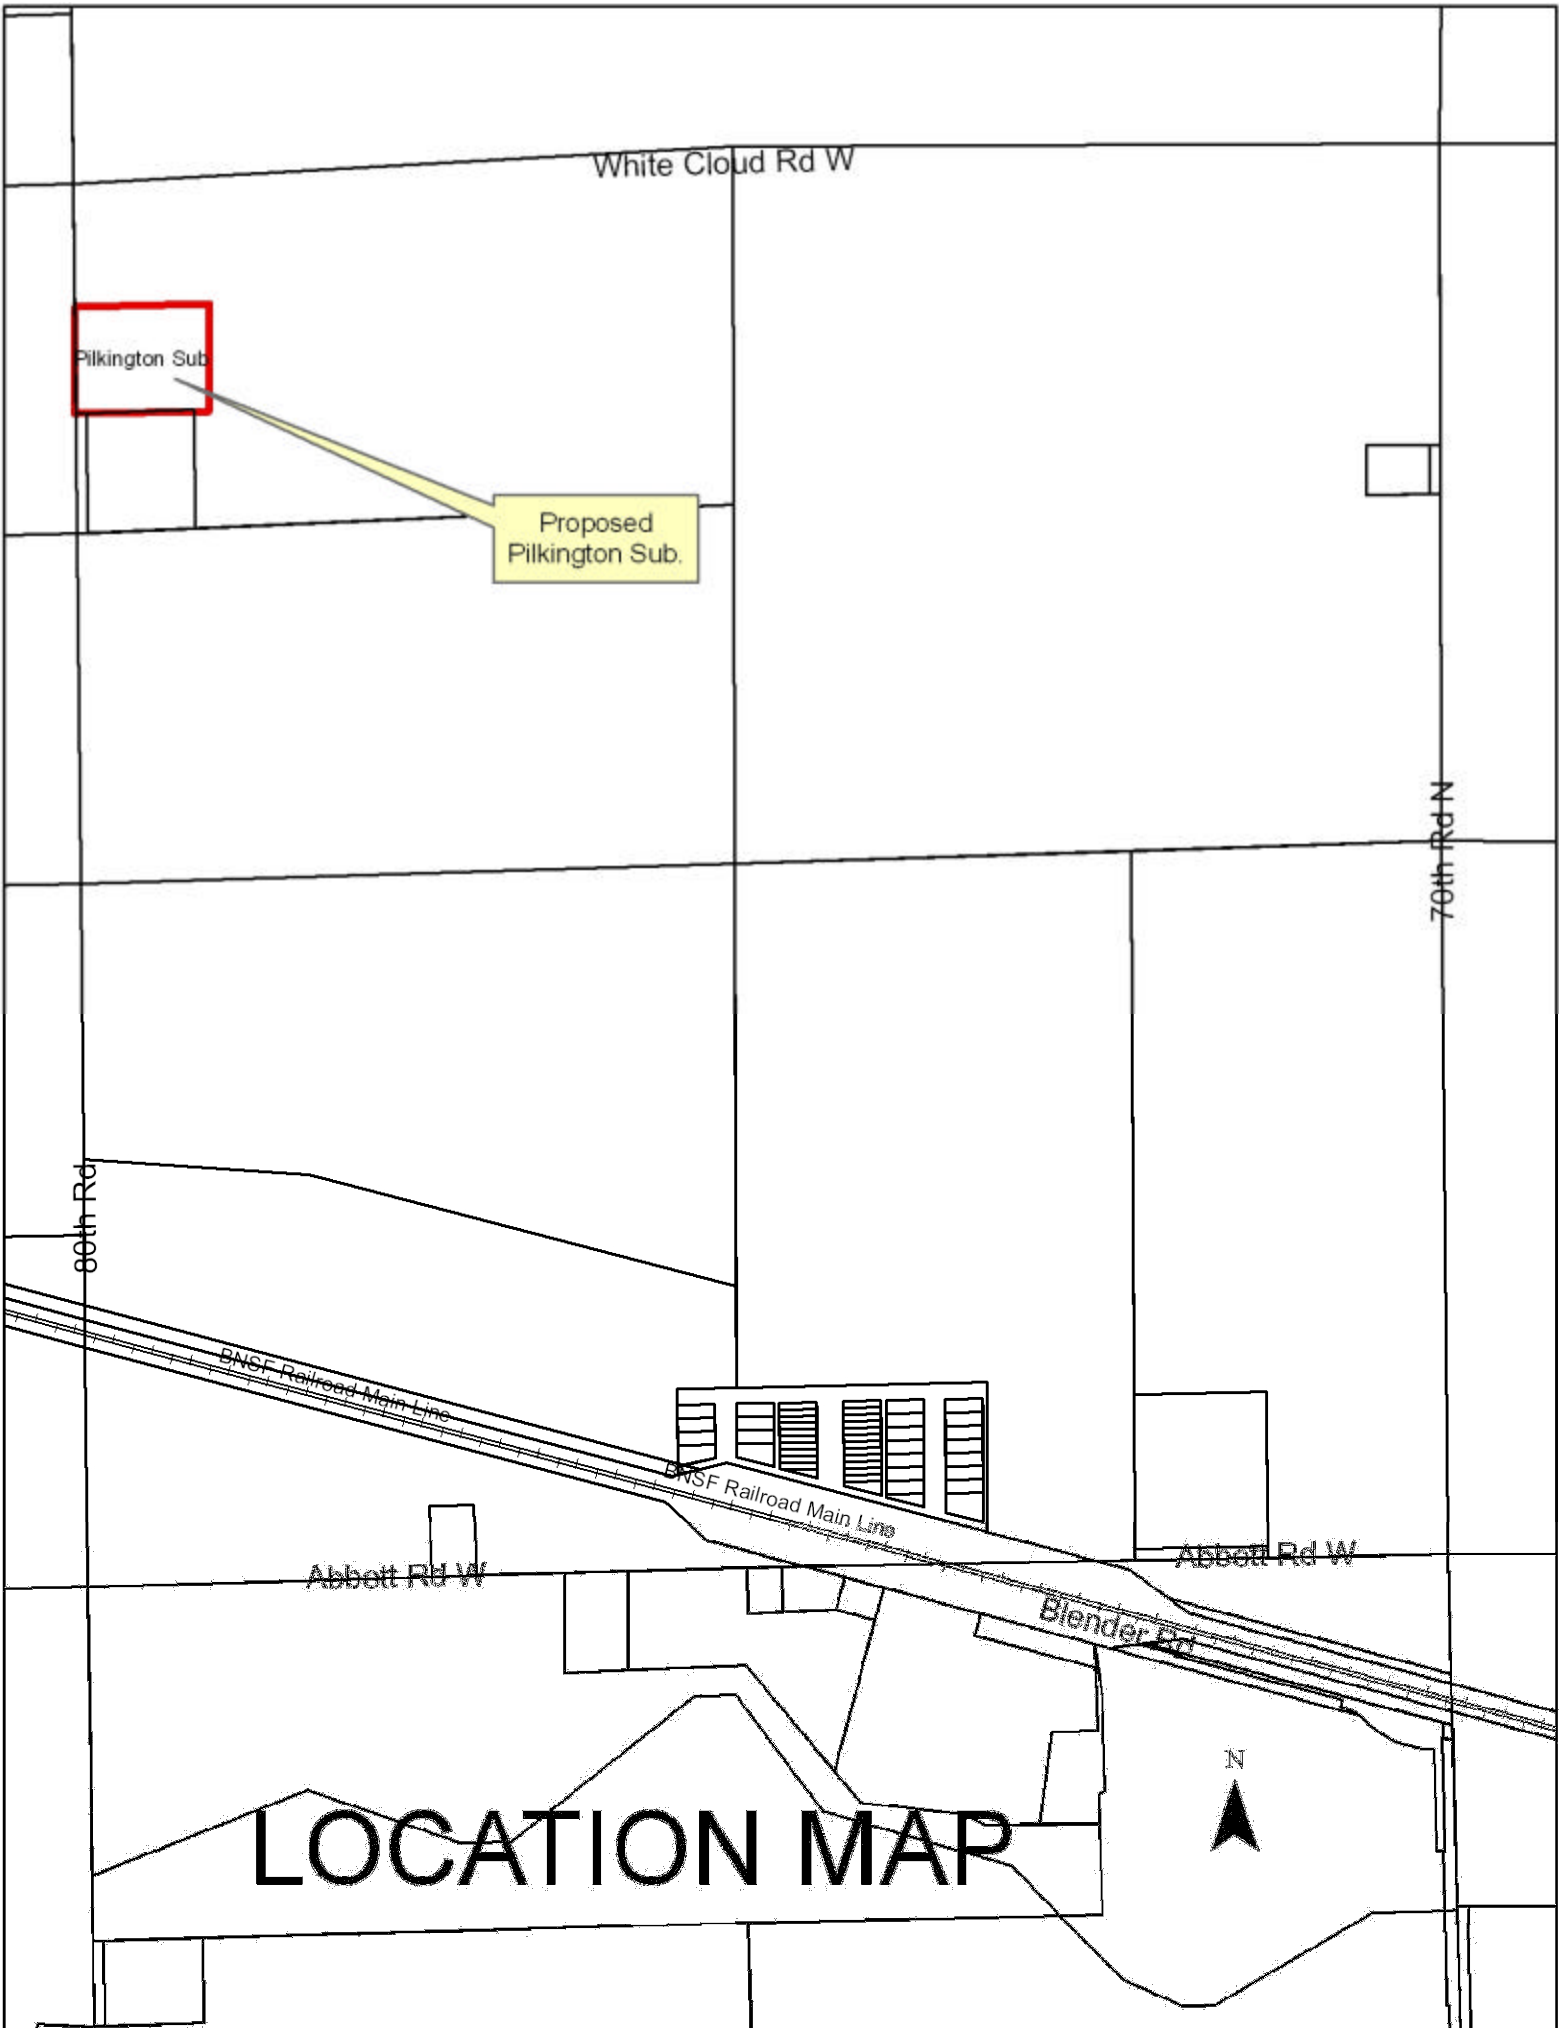 White Cloud Rd W
Pilkington Sub
Proposed
Pilkington Sub.
70th Rd N
80th Rd
BNSF Railroad Main Line
BNSF Railroad Main Line
Abbott Rd W
Abbott Rd W
Blender Rd
N
LOCATION MAP